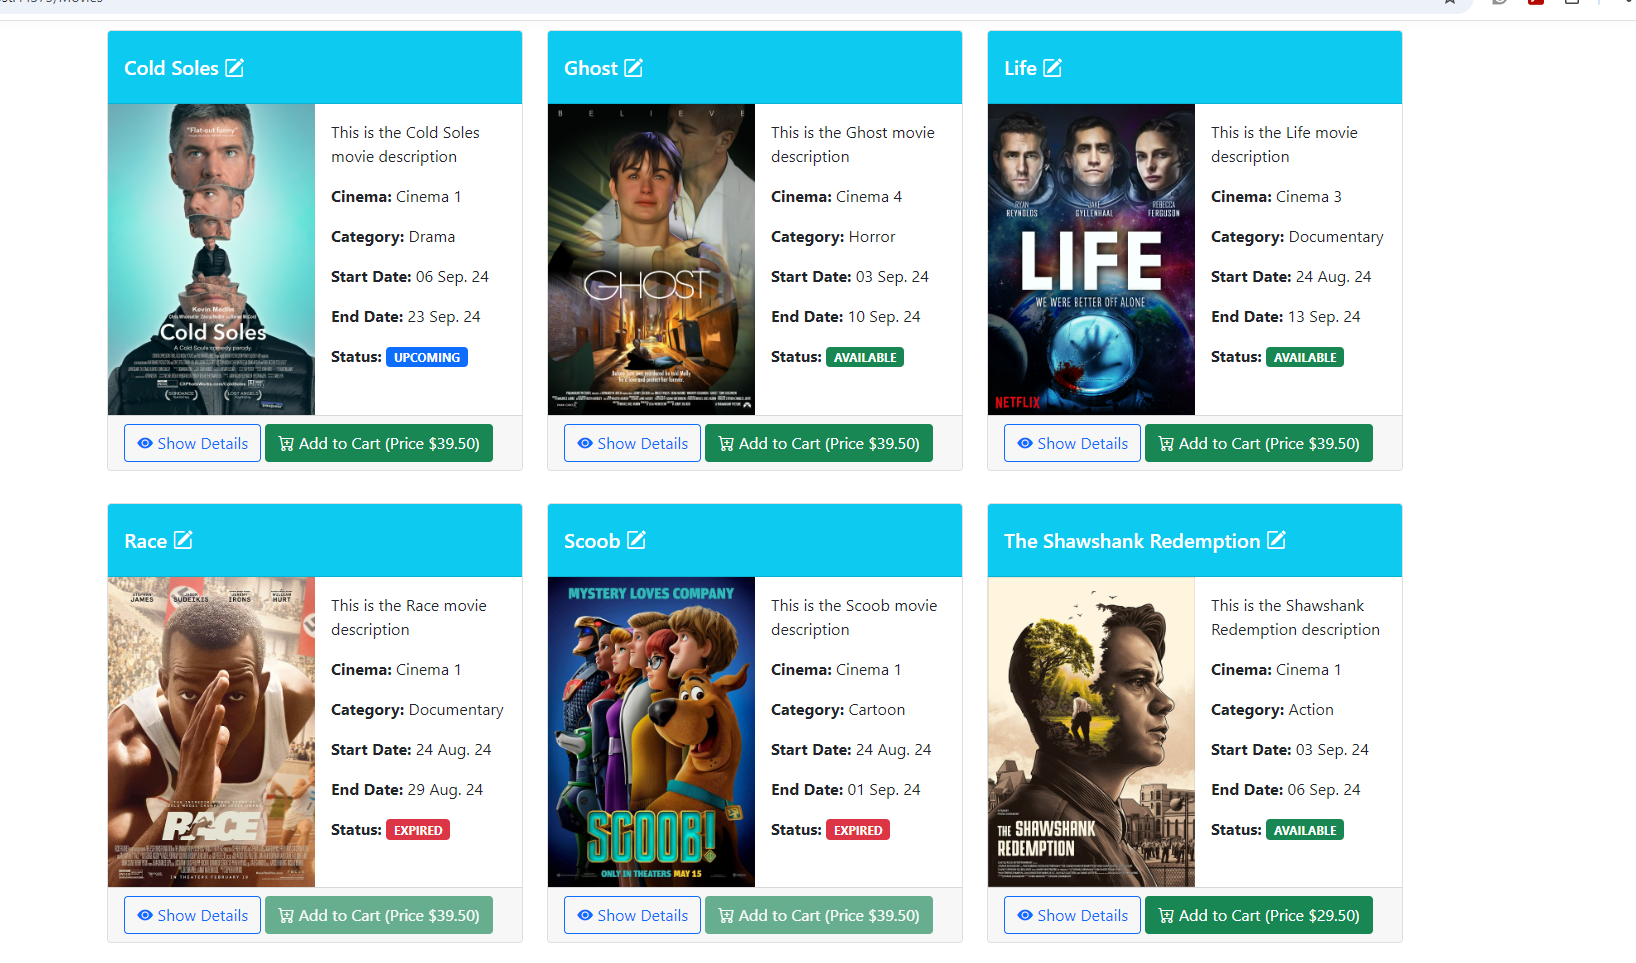 Cold Soles
Ghost
Life
"Flat-out funny"
Kevin Medlin
Cold Soles
A Cold Souls comedy parody.
This is the Cold Soles
movie description
Cinema: Cinema 1
Category: Drama
Start Date: 06 Sep. 24
End Date: 23 Sep. 24
Status: UPCOMING
BELIEVE
GHOST
This is the Ghost movie
description
Cinema: Cinema 4
Category: Horror
Start Date: 03 Sep. 24
End Date: 10 Sep. 24
Status: AVAILABLE
RYAN
REYNOLDS
JAKE
GYLLENHAAL
REBECCA
FERGUSON
LIFE
WE WERE BETTER OFF ALONE
NETFLIX
This is the Life movie
description
Cinema: Cinema 3
Category: Documentary
Start Date: 24 Aug. 24
End Date: 13 Sep. 24
Status: AVAILABLE
Show Details
Add to Cart (Price $39.50)
Show Details
Add to Cart (Price $39.50)
Show Details
Add to Cart (Price $39.50)
Race
Scoob
The Shawshank Redemption
STEPHAN
JAMES
JASON
SUDEIKIS
JEREMY
IRONS
WILLIAM
HURT
RACE
IN THEATERS FEBRUARY 19
This is the Race movie
description
Cinema: Cinema 1
Category: Documentary
Start Date: 24 Aug. 24
End Date: 29 Aug. 24
Status: EXPIRED
MYSTERY LOVES COMPANY
SCOOB!
ONLY IN THEATERS MAY 15
This is the Scoob movie
description
Cinema: Cinema 1
Category: Cartoon
Start Date: 24 Aug. 24
End Date: 01 Sep. 24
Status: EXPIRED
THE SHAWSHANK
REDEMPTION
This is the Shawshank
Redemption description
Cinema: Cinema 1
Category: Action
Start Date: 03 Sep. 24
End Date: 06 Sep. 24
Status: AVAILABLE
Show Details
Add to Cart (Price $39.50)
Show Details
Add to Cart (Price $39.50)
Show Details
Add to Cart (Price $29.50)